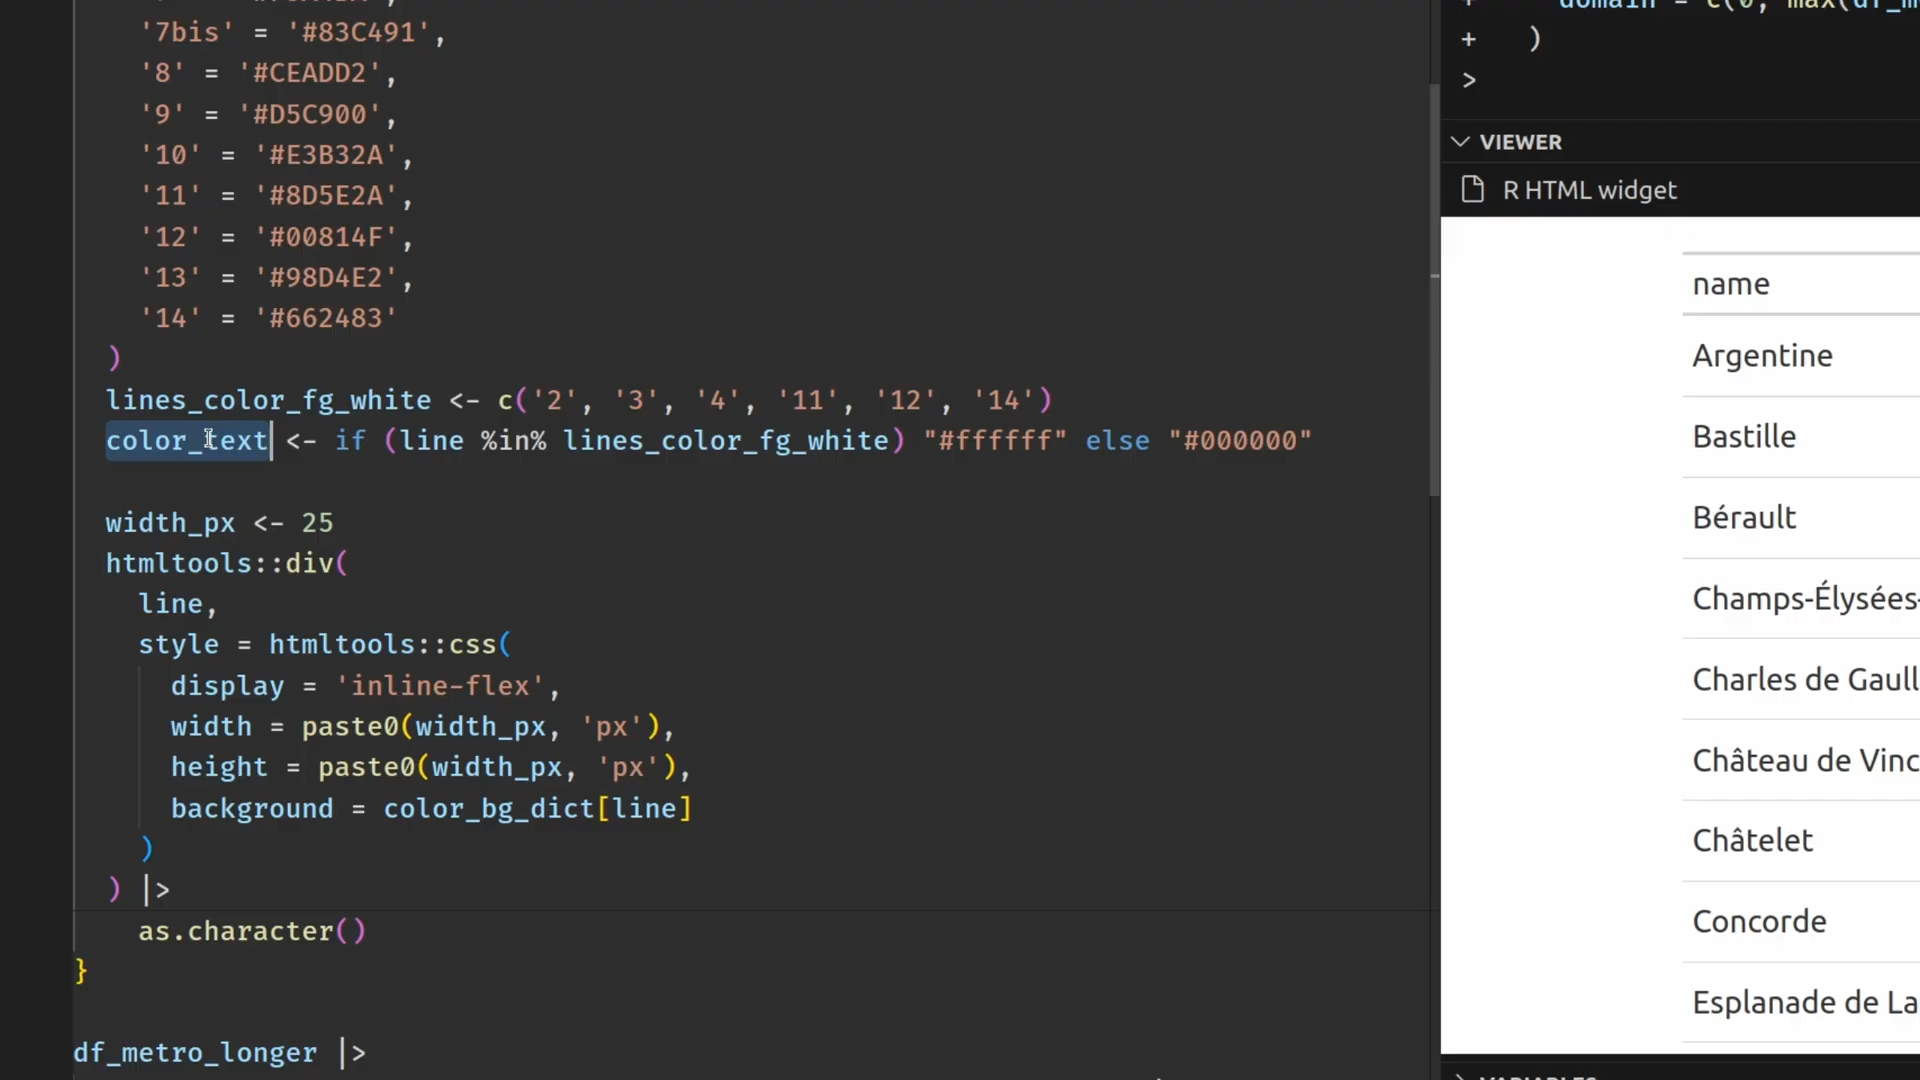 '7bis' = '#83C491',
'8' = '#CEADD2',
'9' = '#D5C900',
'10' = '#E3B32A',
'11' = '#8D5E2A',
'12' = '#00814F',
'13' = '#98D4E2',
'14' = '#662483'
)
lines_color_fg_white <- c('2', '3', '4', '11', '12', '14')
color_text <- if (line %in% lines_color_fg_white) "#ffffff" else "#000000"
width_px <- 25
htmltools::div(
line,
style = htmltools::css(
display = 'inline-flex',
width = paste0(width_px, 'px'),
height = paste0(width_px, 'px'),
background = color_bg_dict[line]
)
) |>
as.character()
}
df_metro_longer |>
+ domain = c(0, max(df_m
+ )
>
VIEWER
R HTML widget
name
Argentine
Bastille
Bérault
Champs-Élysées-
Charles de Gaull
Château de Vinc
Châtelet
Concorde
Esplanade de La
VARIABLES